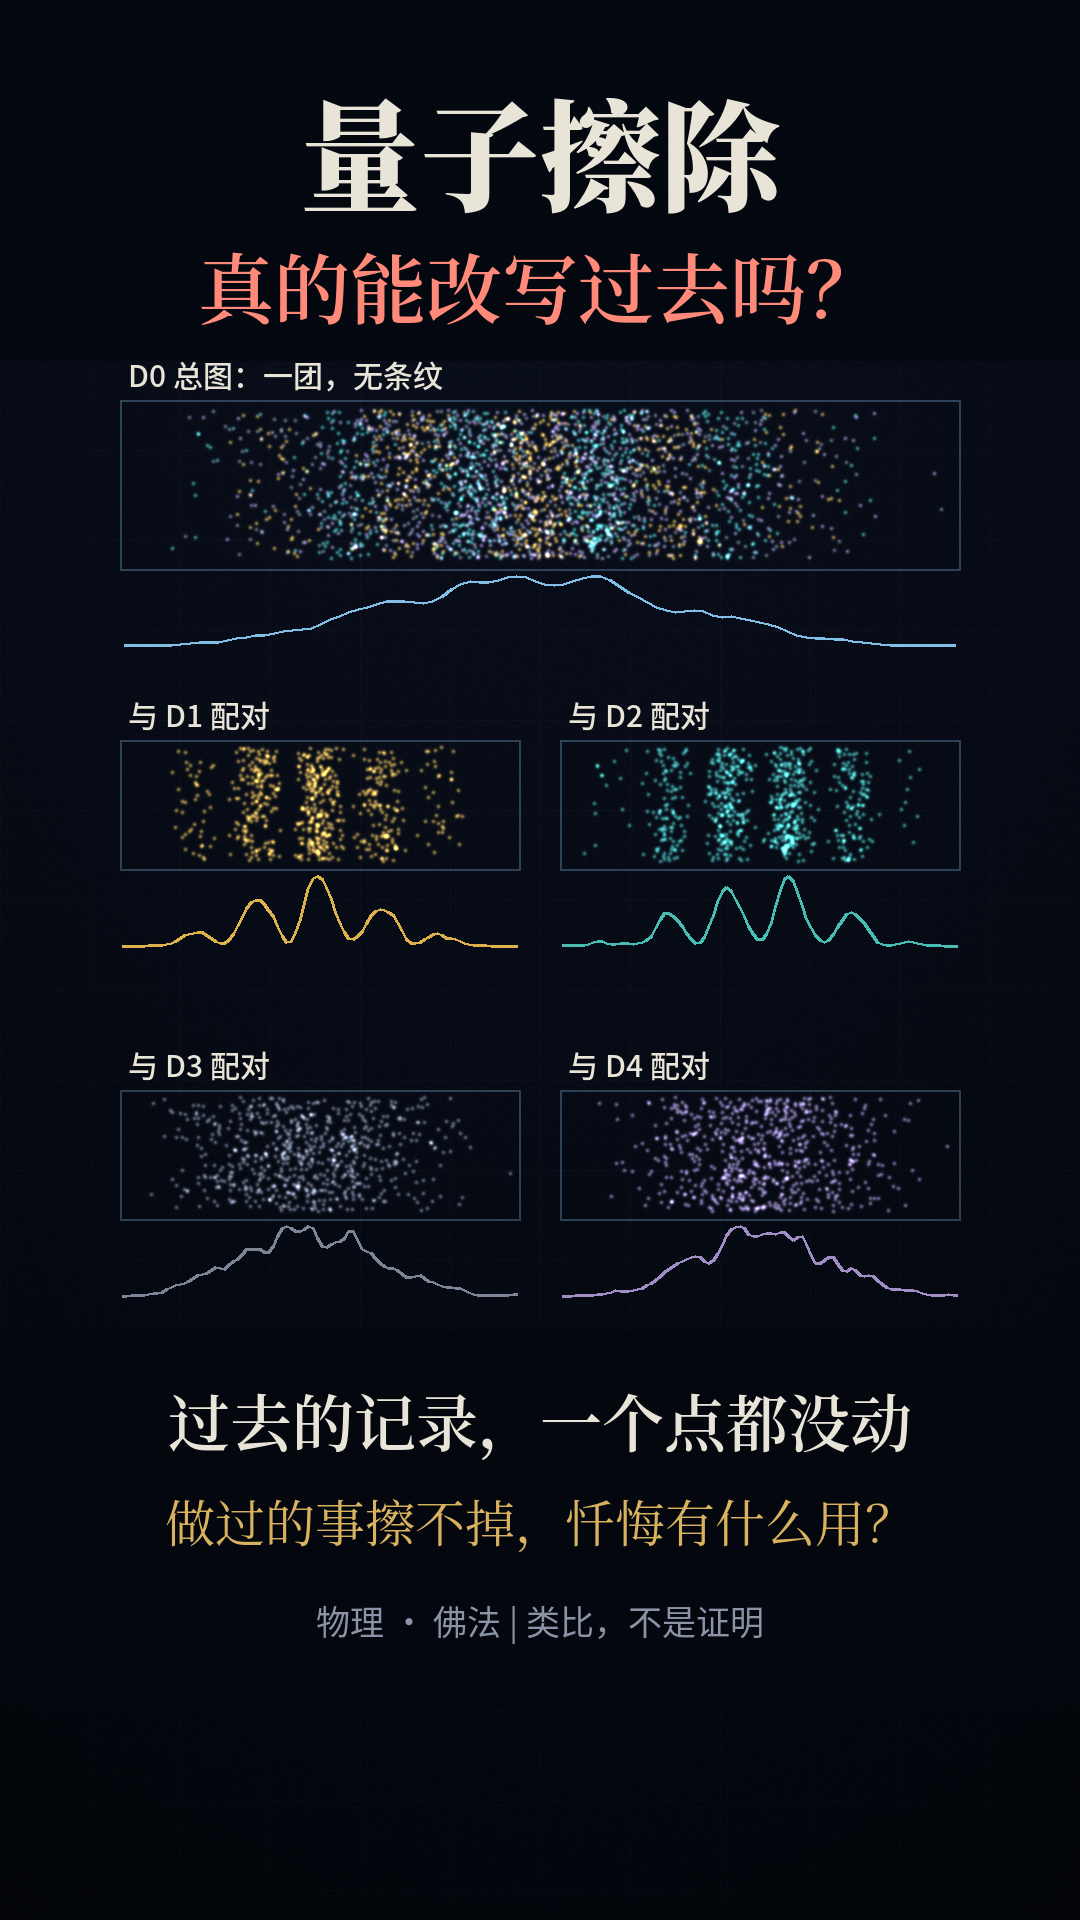 量子擦除
真的能改写过去吗？
D0 总图：一团，无条纹
与 D1 配对
与 D2 配对
与 D3 配对
与 D4 配对
过去的记录，一个点都没动
做过的事擦不掉，忏悔有什么用？
物理 · 佛法 | 类比，不是证明